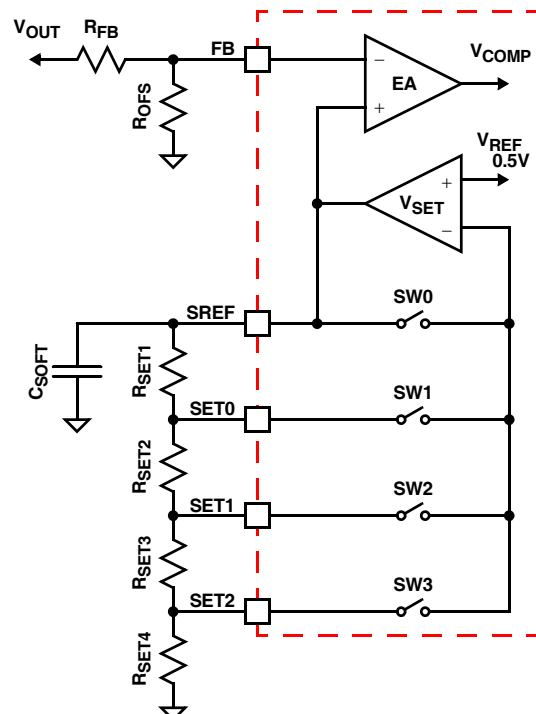 VOUT
RFB
FB
ROFS
−
EA
+
VCOMP
VREF
0.5V
+
VSET
−
SREF
SW0
CSOFT
RSET1
SET0
SW1
RSET2
SET1
SW2
RSET3
SET2
SW3
RSET4